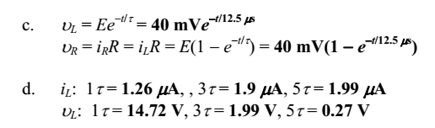 c. υL = Ee^−t/τ = 40 mVe^−t/12.5 μs
υR = iRR = iLR = E(1 − e^−t/τ) = 40 mV(1 − e^−t/12.5 μs)
d. iL: 1τ = 1.26 μA, , 3τ = 1.9 μA, 5τ = 1.99 μA
υL: 1τ = 14.72 V, 3τ = 1.99 V, 5τ = 0.27 V